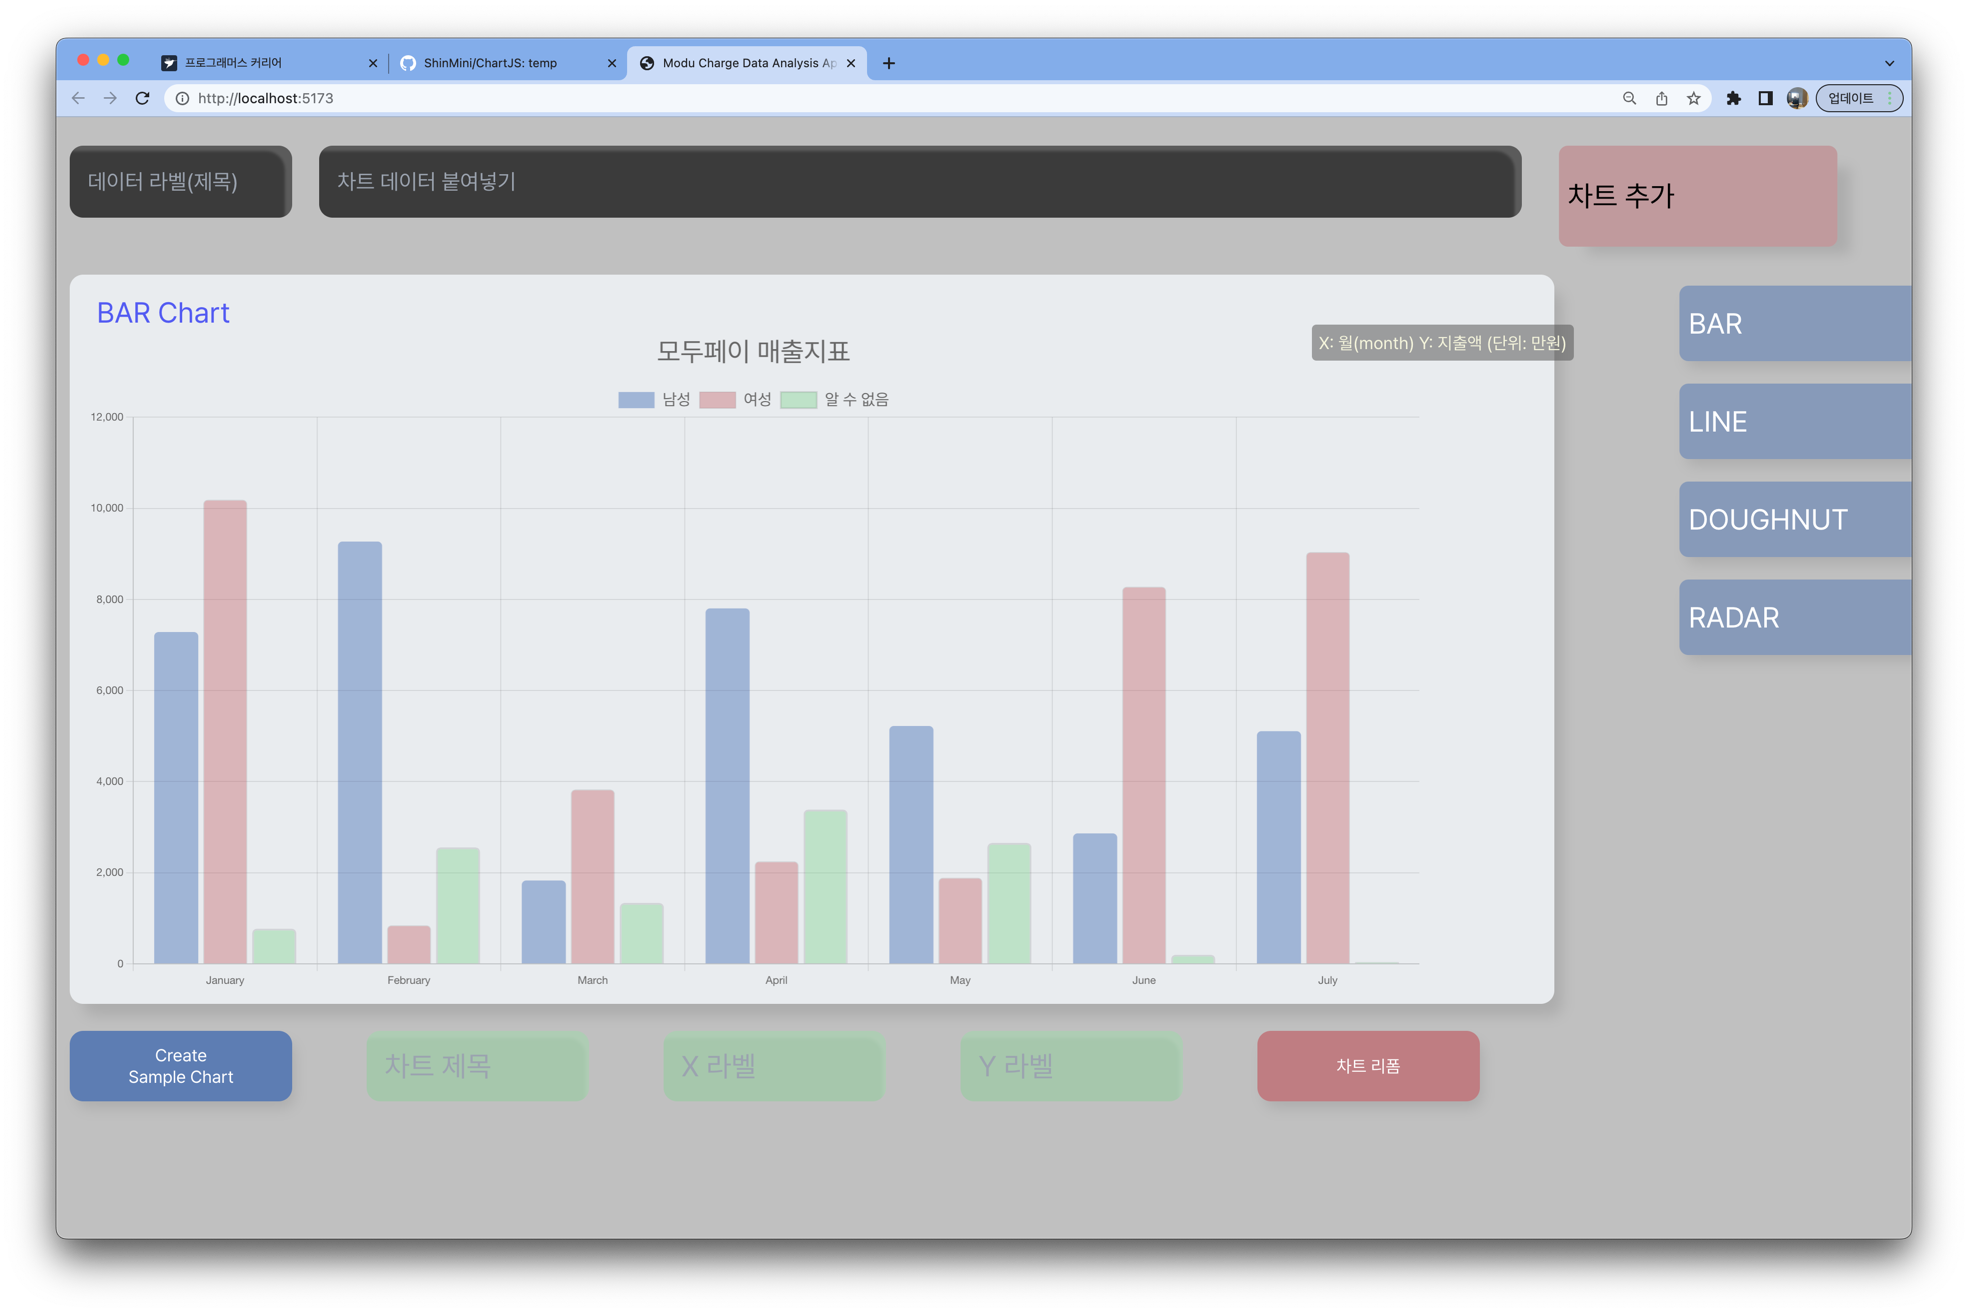 프로그래머스 커리어
ShinMini/ChartJS: temp
Modu Charge Data Analysis Ap
http://localhost:5173
업데이트
데이터 라벨(제목)
차트 데이터 붙여넣기
차트 추가
BAR Chart
모두페이 매출지표
X: 월(month) Y: 지출액 (단위: 만원)
남성 여성 알 수 없음
12,000
10,000
8,000
6,000
4,000
2,000
0
January February March April May June July
BAR
LINE
DOUGHNUT
RADAR
Create
Sample Chart
차트 제목
X 라벨
Y 라벨
차트 리폼